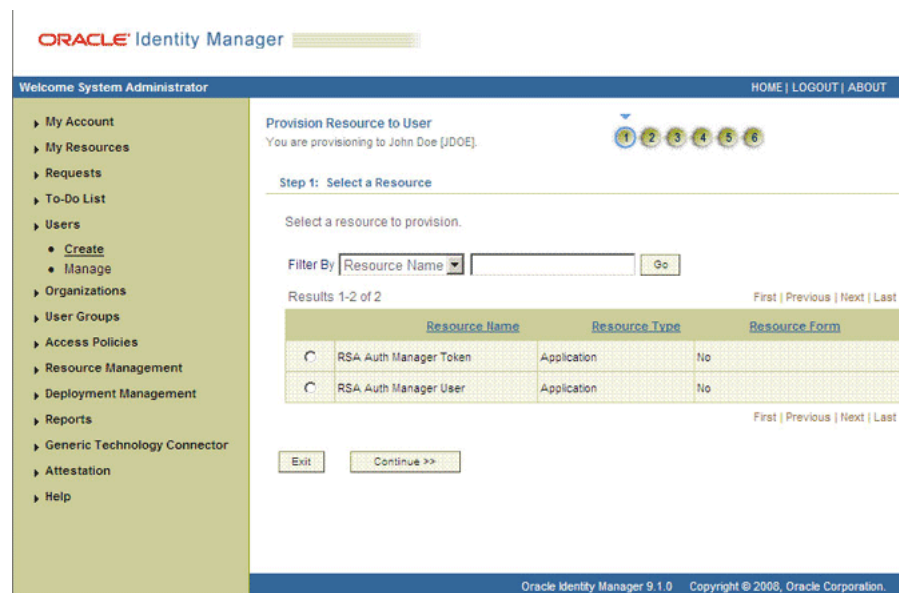 ORACLE' Identity Manager
Welcome System Administrator
HOME | LOGOUT | ABOUT
My Account
My Resources
Requests
To-Do List
Users
Create
Manage
Organizations
User Groups
Access Policies
Resource Management
Deployment Management
Reports
Generic Technology Connector
Attestation
Help
Provision Resource to User
You are provisioning to John Doe [JDOE].
1 2 3 4 5 6
Step 1: Select a Resource
Select a resource to provision.
Filter By Resource Name Go
Results 1-2 of 2 First | Previous | Next | Last
Resource Name Resource Type Resource Form
RSA Auth Manager Token Application No
RSA Auth Manager User Application No
First | Previous | Next | Last
Exit Continue >>
Oracle Identity Manager 9.1.0 Copyright © 2008, Oracle Corporation.